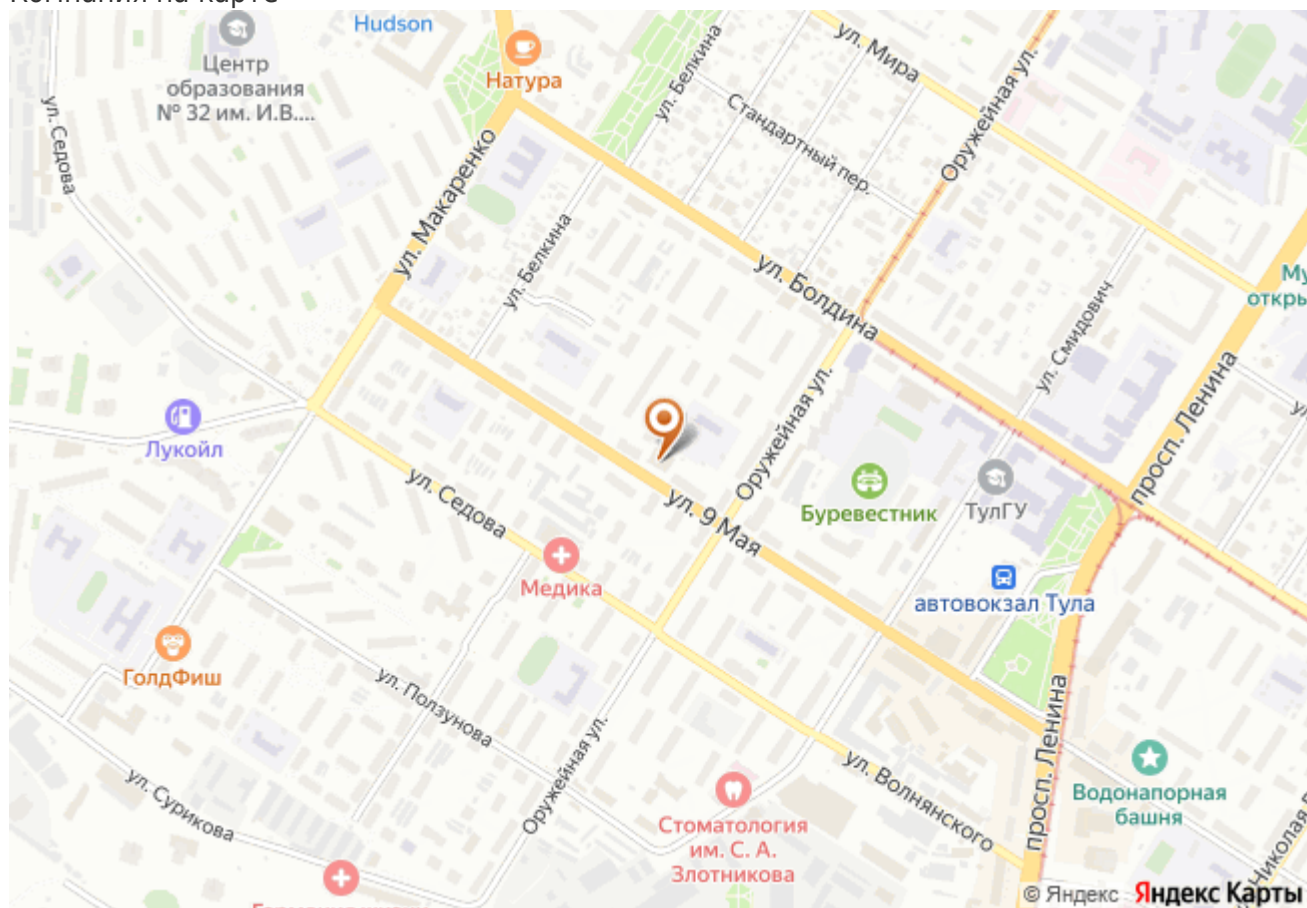 Компания на карте
Hudson
Центр
образования
№ 32 им. И.В....
Натура
ул. Белкина
ул. Мира
Оружейная ул.
ул. Седова
Стандартный пер.
ул. Макаренко
ул. Белкина
ул. Болдина
ул. Смидович
откры
просп. Ленина
Лукойл
Оружейная ул.
ул. Седова
ул. 9 Мая
Буревестник
ТулГУ
Медика
автовокзал Тула
ГолдФиш
ул. Ползунова
просп. Ленина
ул. Сурикова
Оружейная ул.
ул. Волнянского
Водонапорная
башня
Стоматология
им. С. А.
Злотникова
© Яндекс Яндекс Карты